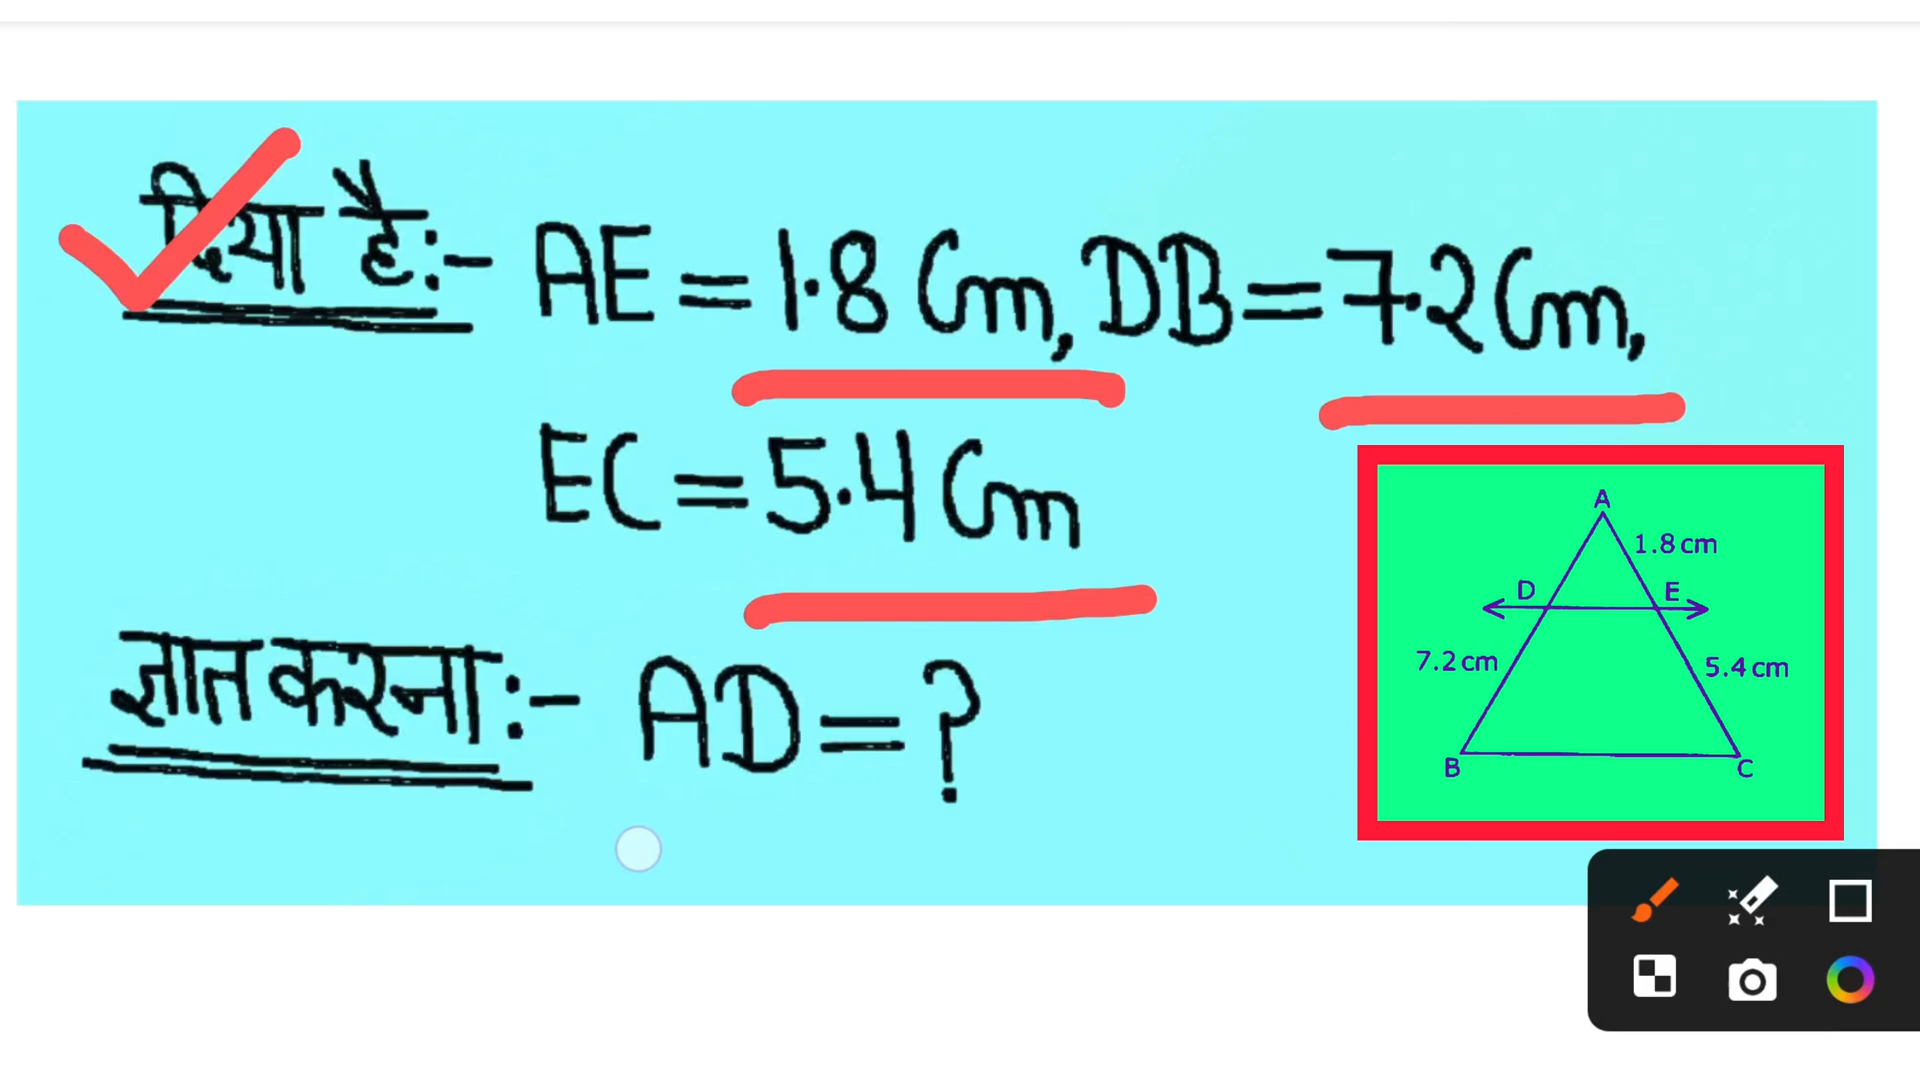 दिया है:- AE = 1.8 Cm, DB = 7.2 Cm,
EC = 5.4 Cm
ज्ञात करना:- AD = ?
A
1.8 cm
D E
7.2 cm 5.4 cm
B C